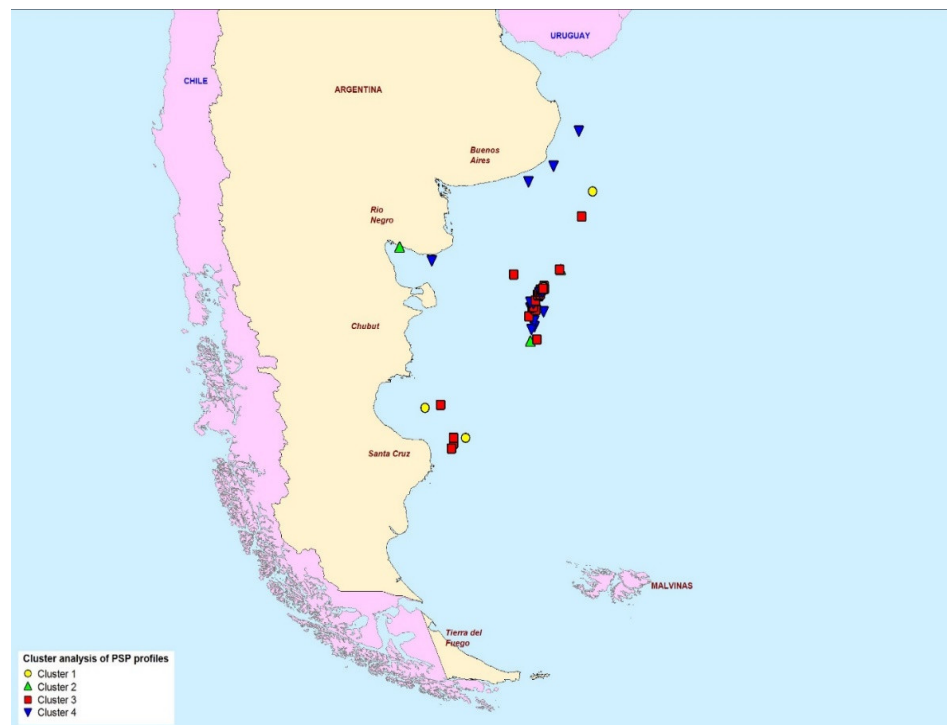 URUGUAY
CHILE
ARGENTINA
Buenos
Aires
Rio
Negro
Chubut
Santa Cruz
MALVINAS
Tierra del
Fuego
Cluster analysis of PSP profiles
Cluster 1
Cluster 2
Cluster 3
Cluster 4